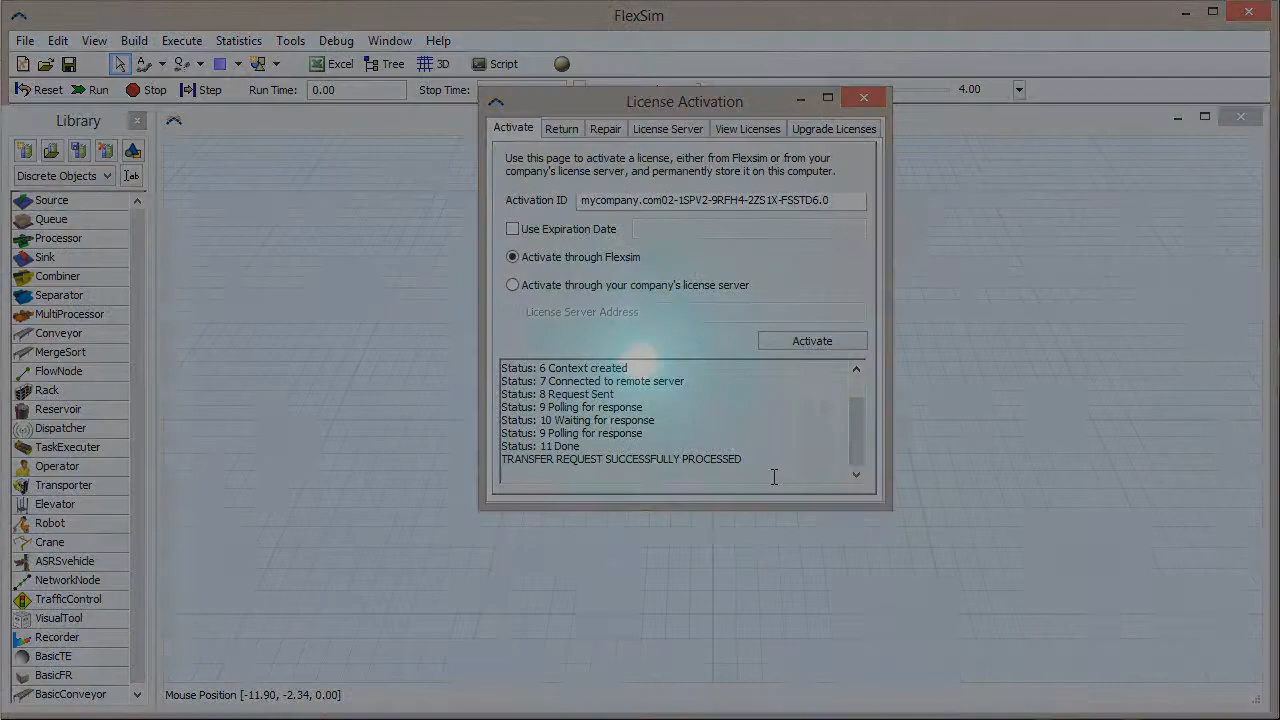 FlexSim
File Edit View Build Execute Statistics Tools Debug Window Help
Excel Tree 3D Script
Reset Run Stop Step Run Time: 0.00 Stop Time: 4.00
Library
Discrete Objects
Source
Queue
Processor
Sink
Combiner
Separator
MultiProcessor
Conveyor
MergeSort
FlowNode
Rack
Reservoir
Dispatcher
TaskExecuter
Operator
Transporter
Elevator
Robot
Crane
ASRSvehicle
NetworkNode
TrafficControl
VisualTool
Recorder
BasicTE
BasicFR
BasicConveyor
License Activation
Activate Return Repair License Server View Licenses Upgrade Licenses
Use this page to activate a license, either from Flexsim or from your
company's license server, and permanently store it on this computer.
Activation ID mycompany.com02-1SPV2-9RFH4-2ZS1X-FSSTD6.0
Use Expiration Date
Activate through Flexsim
Activate through your company's license server
License Server Address
Activate
Status: 6 Context created
Status: 7 Connected to remote server
Status: 8 Request Sent
Status: 9 Polling for response
Status: 10 Waiting for response
Status: 9 Polling for response
Status: 11 Done
TRANSFER REQUEST SUCCESSFULLY PROCESSED
Mouse Position [-11.90, -2.34, 0.00]